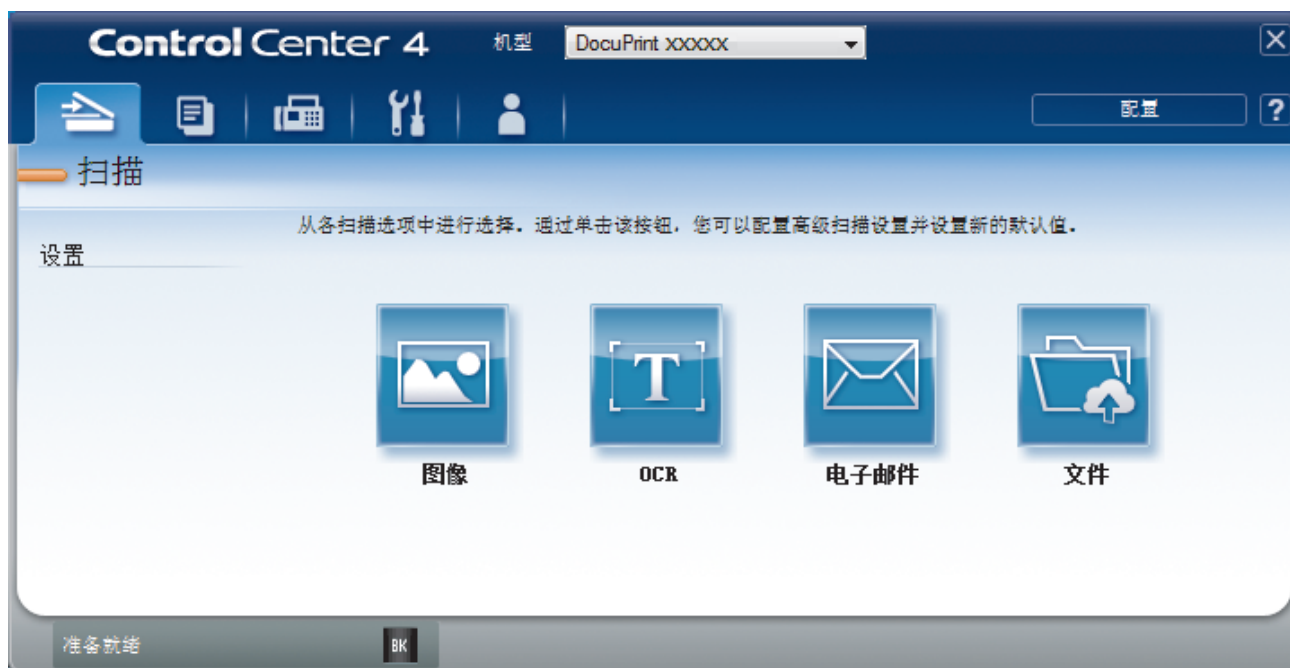 Control Center 4 机型 DocuPrint XXXXX
配置 ?
扫描
从各扫描选项中进行选择。通过单击该按钮，您可以配置高级扫描设置并设置新的默认值。
设置
T
图像 OCR 电子邮件 文件
准备就绪 BK